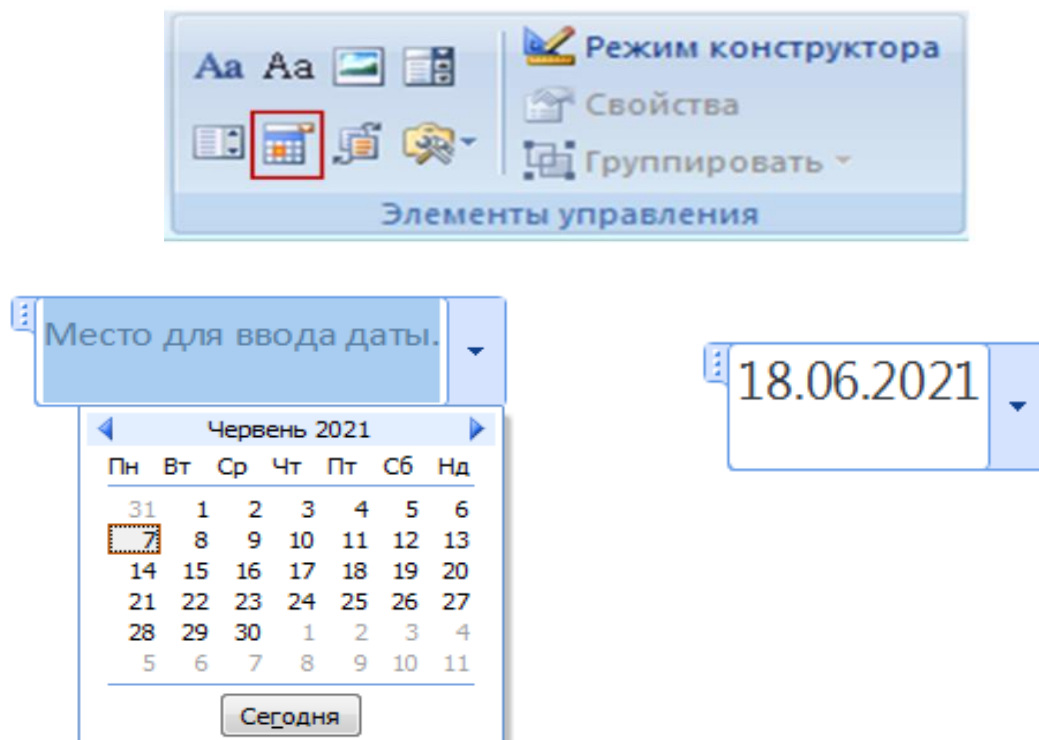 Aa Aa Режим конструктора
Свойства
Группировать
Элементы управления
Место для ввода даты.
18.06.2021
Червень 2021
Пн Вт Ср Чт Пт Сб Нд
31 1 2 3 4 5 6
7 8 9 10 11 12 13
14 15 16 17 18 19 20
21 22 23 24 25 26 27
28 29 30 1 2 3 4
5 6 7 8 9 10 11
Сегодня